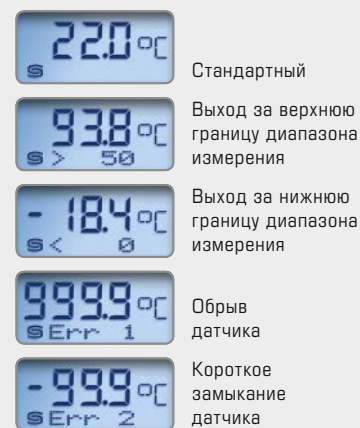 22.0 °C
S
Стандартный
93.8 °C
S > 50
Выход за верхнюю
границу диапазона
измерения
- 18.4 °C
S < 0
Выход за нижнюю
границу диапазона
измерения
999.9 °C
S Err 1
Обрыв
датчика
-99.9 °C
S Err 2
Короткое
замыкание
датчика